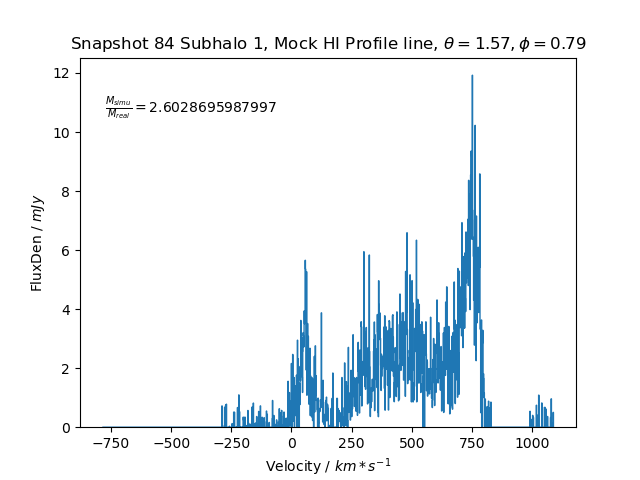 Snapshot 84 Subhalo 1, Mock HI Profile line, θ = 1.57, ϕ = 0.79
12
10
8
6
4
2
0
M_simu/M_real = 2.6028695987997
FluxDen / mJy
−750 −500 −250 0 250 500 750 1000
Velocity / km * s⁻¹